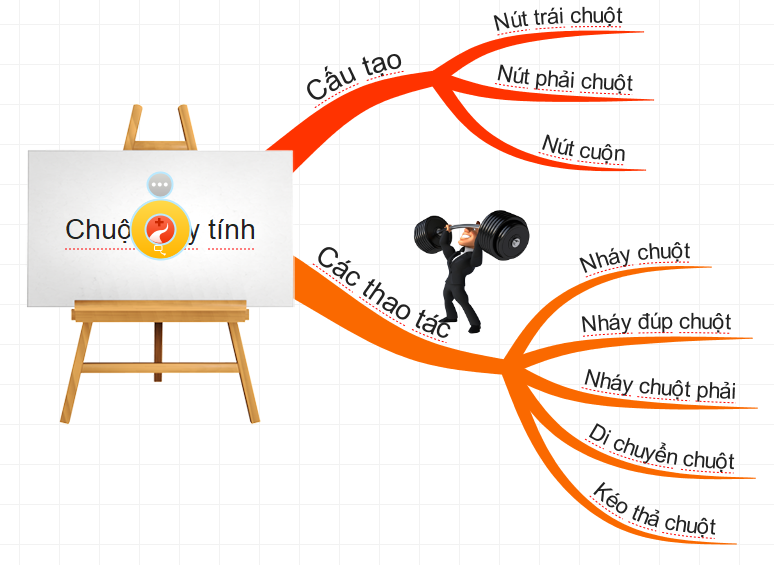 Chuộ y tính
Cấu tạo
Nút trái chuột
Nút phải chuột
Nút cuộn
Các thao tác
Nháy chuột
Nháy đúp chuột
Nháy chuột phải
Di chuyển chuột
Kéo thả chuột